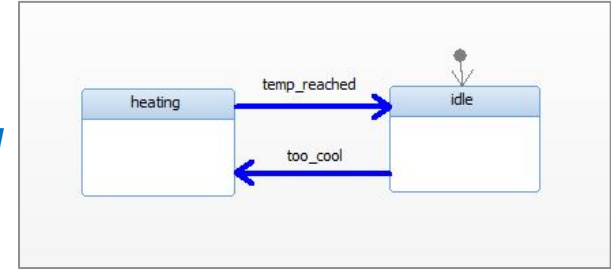 temp_reached
heating
idle
too_cool